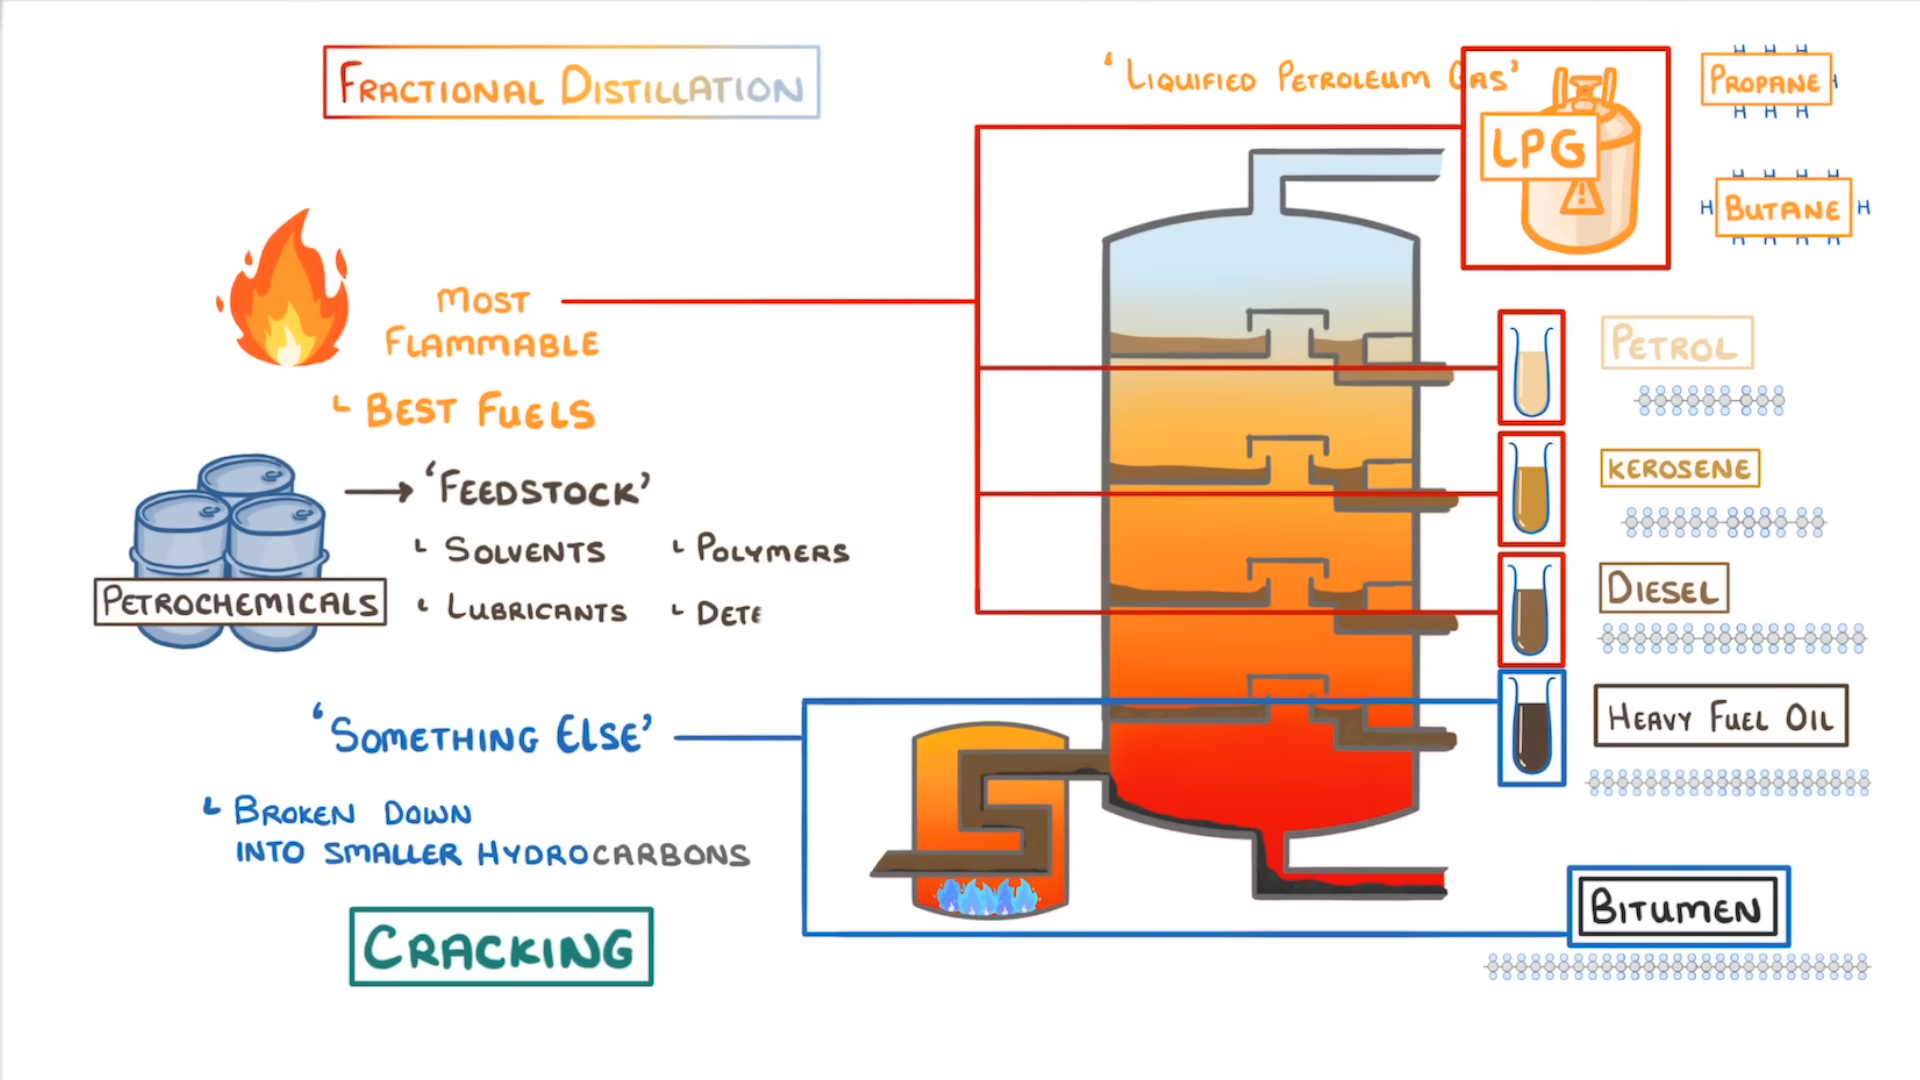 FRACTIONAL DISTILLATION
'LIQUIFIED PETROLEUM GAS'
LPG
PROPANE
H H H
H
H H H
BUTANE
H H H H
H H
H H H H
MOST
FLAMMABLE
BEST FUELS
PETROL
KEROSENE
DIESEL
HEAVY FUEL OIL
BITUMEN
PETROCHEMICALS
'FEEDSTOCK'
SOLVENTS
POLYMERS
LUBRICANTS
DETE
'SOMETHING ELSE'
BROKEN DOWN
INTO SMALLER HYDROCARBONS
CRACKING